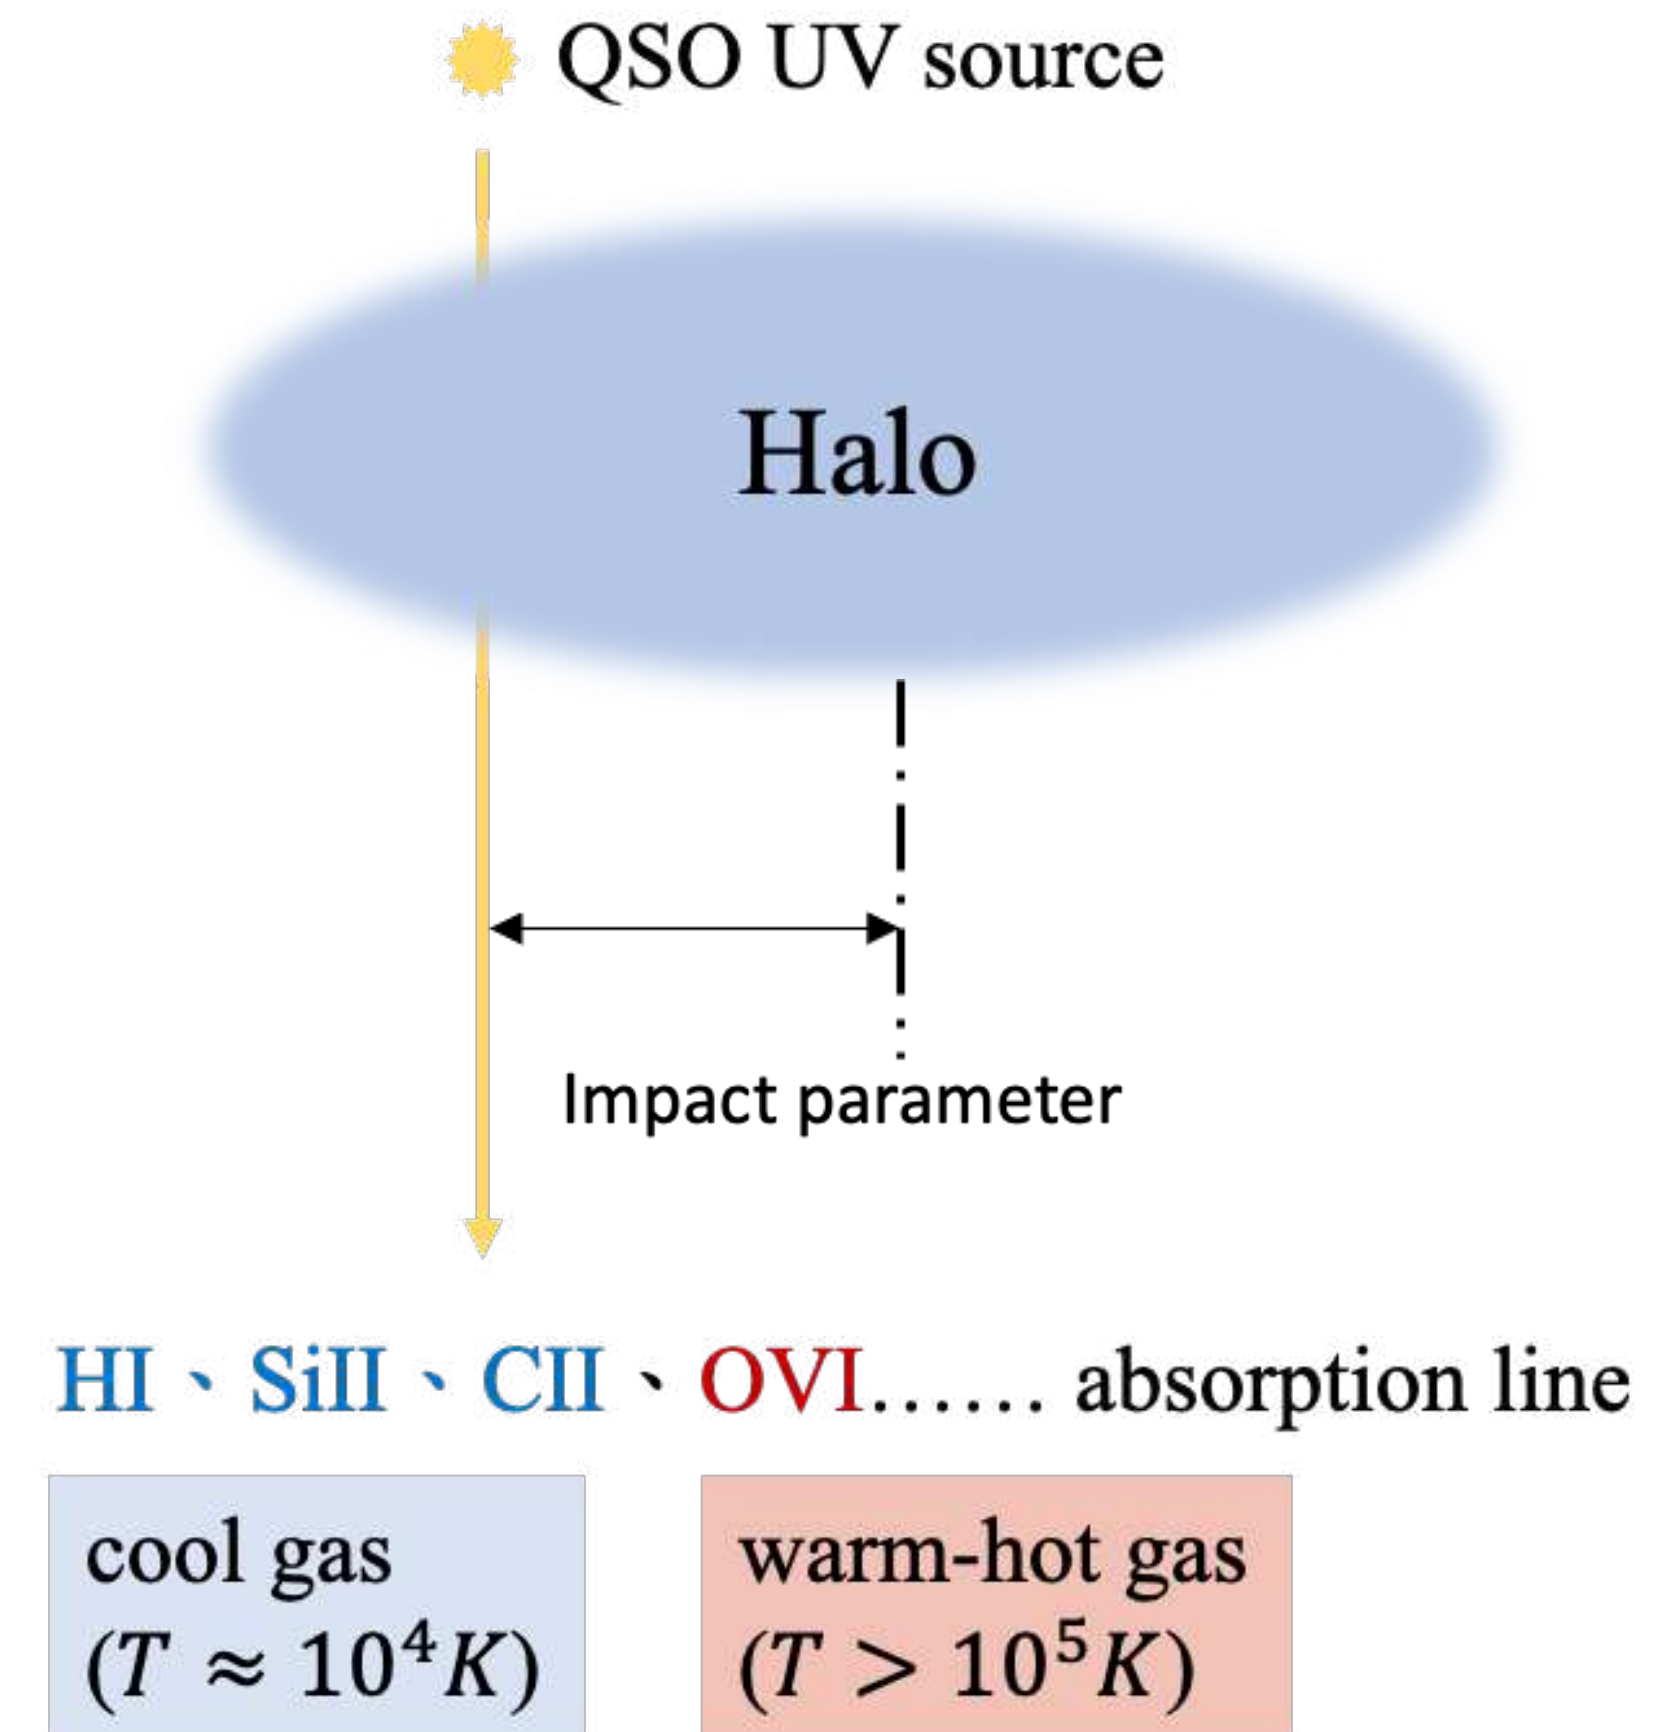 QSO UV source
Halo
Impact parameter
HI、SiII、CII、OVI...... absorption line
cool gas
(T ≈ 10⁴K)
warm-hot gas
(T > 10⁵K)